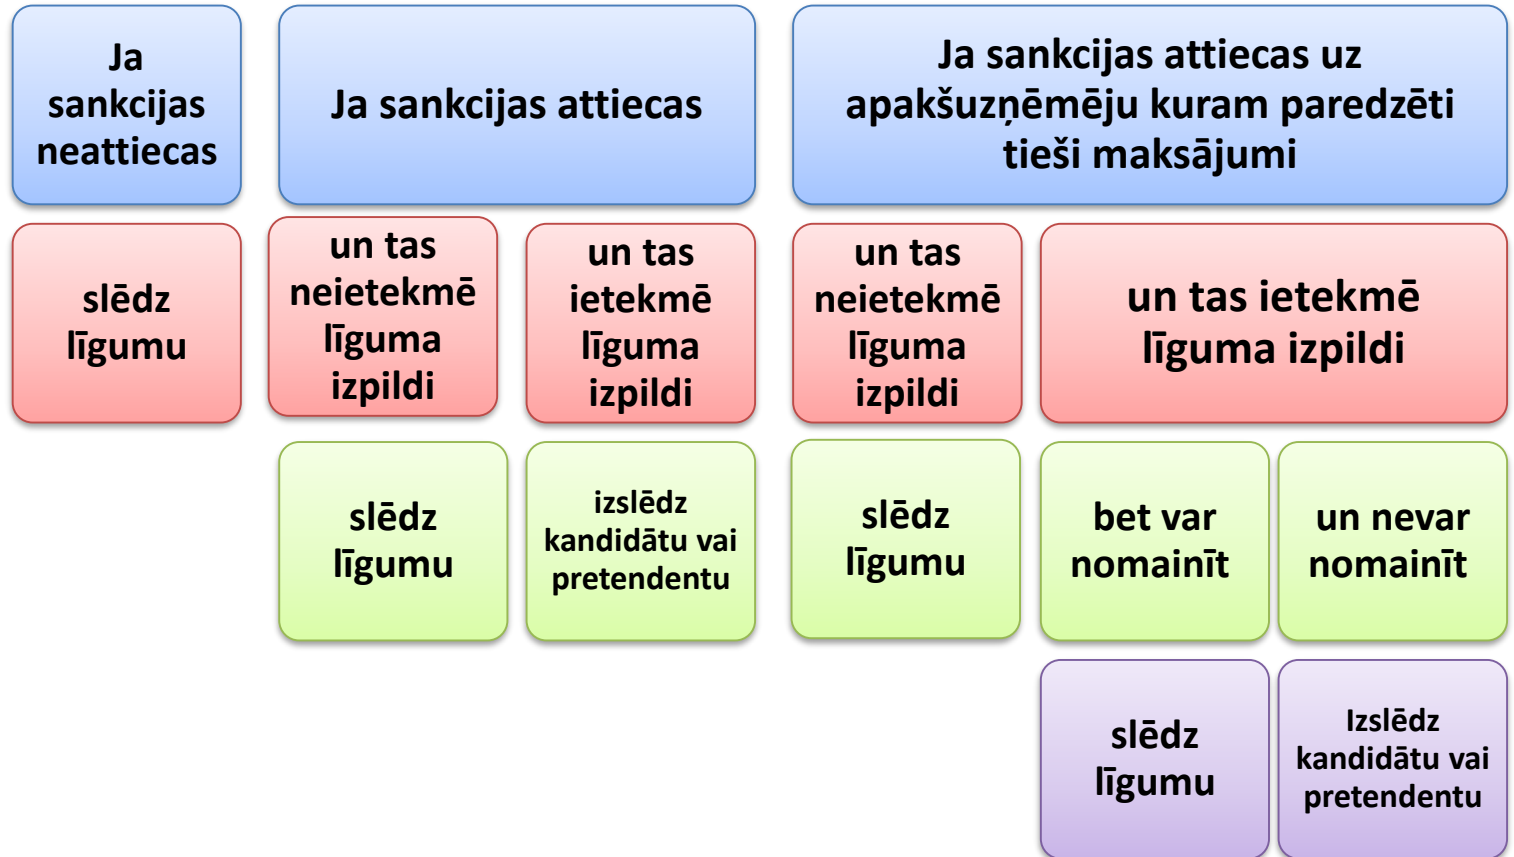 Ja
sankcijas
neattiecas
Ja sankcijas attiecas
Ja sankcijas attiecas uz
apakšuzņēmēju kuram paredzēti
tieši maksājumi
slēdz
līgumu
un tas
neietekmē
līguma
izpildi
un tas
ietekmē
līguma
izpildi
un tas
neietekmē
līguma
izpildi
un tas ietekmē
līguma izpildi
slēdz
līgumu
izslēdz
kandidātu vai
pretendentu
slēdz
līgumu
bet var
nomainīt
un nevar
nomainīt
slēdz
līgumu
Izslēdz
kandidātu vai
pretendentu